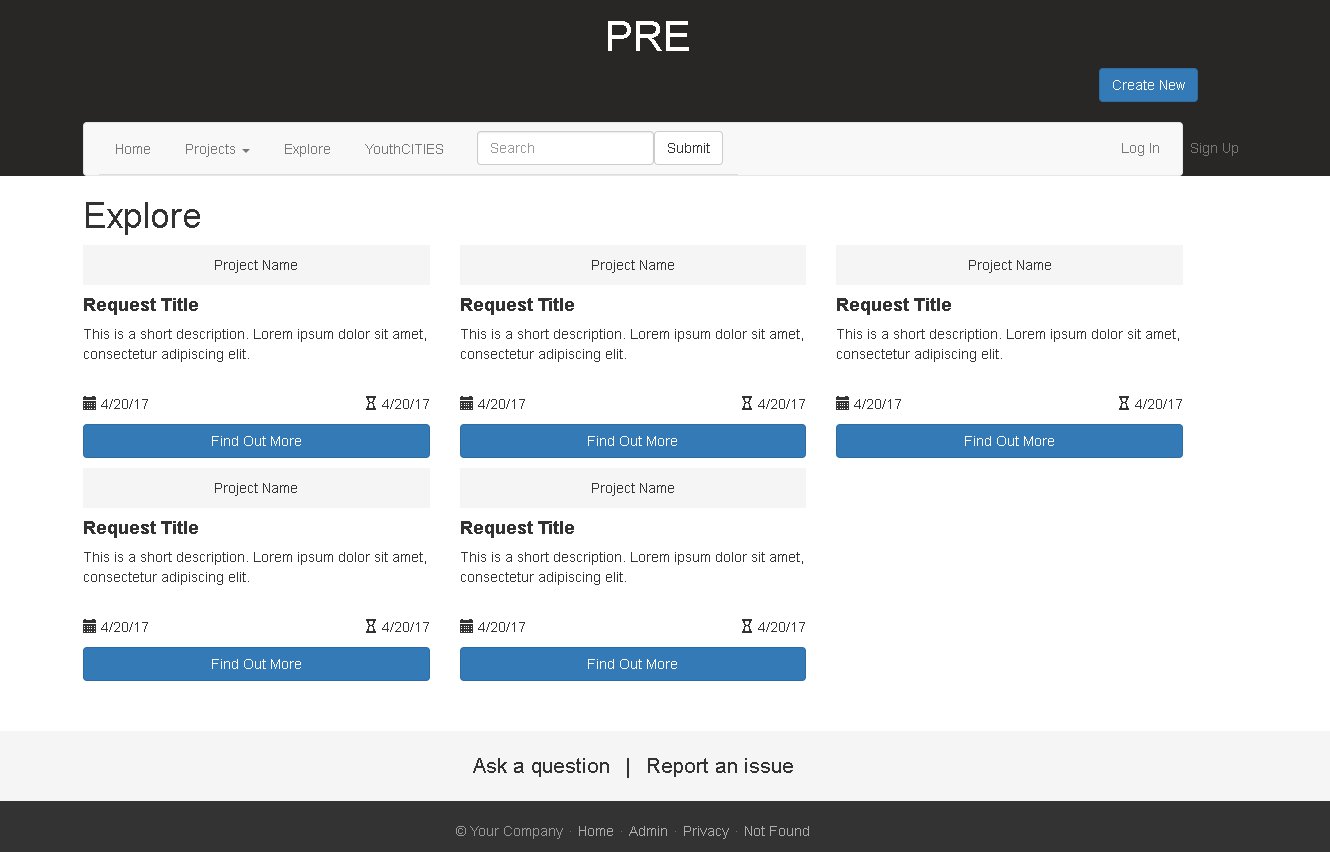 PRE
Create New
Home Projects Explore YouthCITIES Search Submit Log In Sign Up
Explore
Project Name Project Name Project Name
Request Title Request Title Request Title
This is a short description. Lorem ipsum dolor sit amet, This is a short description. Lorem ipsum dolor sit amet, This is a short description. Lorem ipsum dolor sit amet,
consectetur adipiscing elit. consectetur adipiscing elit. consectetur adipiscing elit.
4/20/17 4/20/17 4/20/17 4/20/17 4/20/17 4/20/17
Find Out More Find Out More Find Out More
Project Name Project Name
Request Title Request Title
This is a short description. Lorem ipsum dolor sit amet, This is a short description. Lorem ipsum dolor sit amet,
consectetur adipiscing elit. consectetur adipiscing elit.
4/20/17 4/20/17 4/20/17 4/20/17
Find Out More Find Out More
Ask a question | Report an issue
© Your Company · Home · Admin · Privacy · Not Found